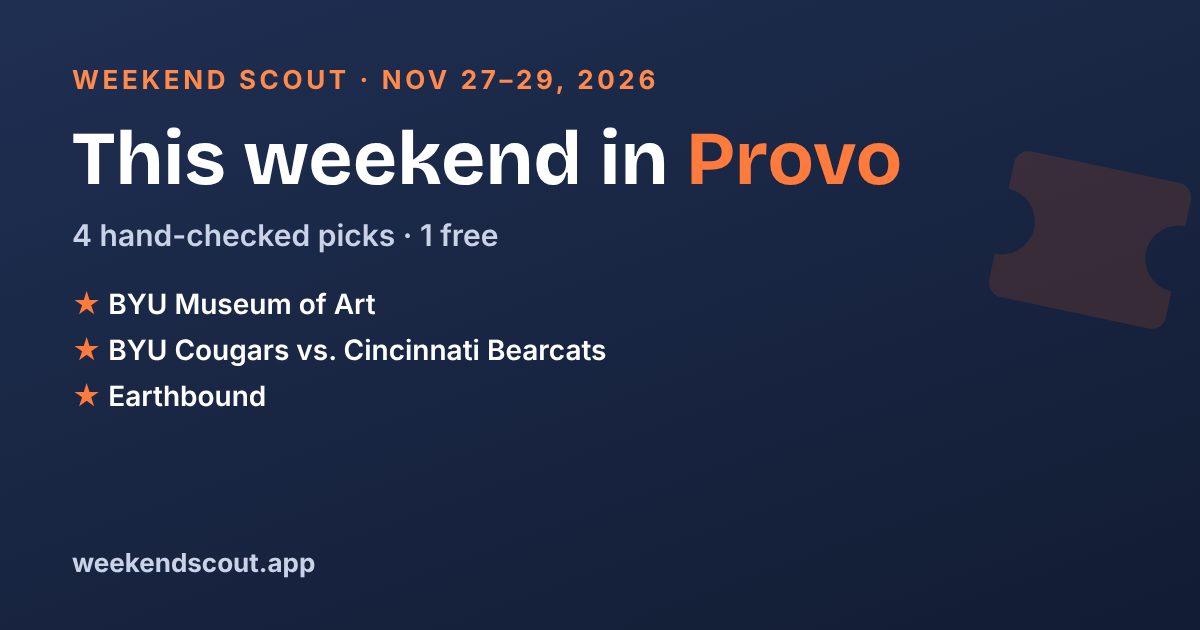 WEEKEND SCOUT · NOV 27–29, 2026
This weekend in Provo
4 hand-checked picks · 1 free
★ BYU Museum of Art
★ BYU Cougars vs. Cincinnati Bearcats
★ Earthbound
weekendscout.app